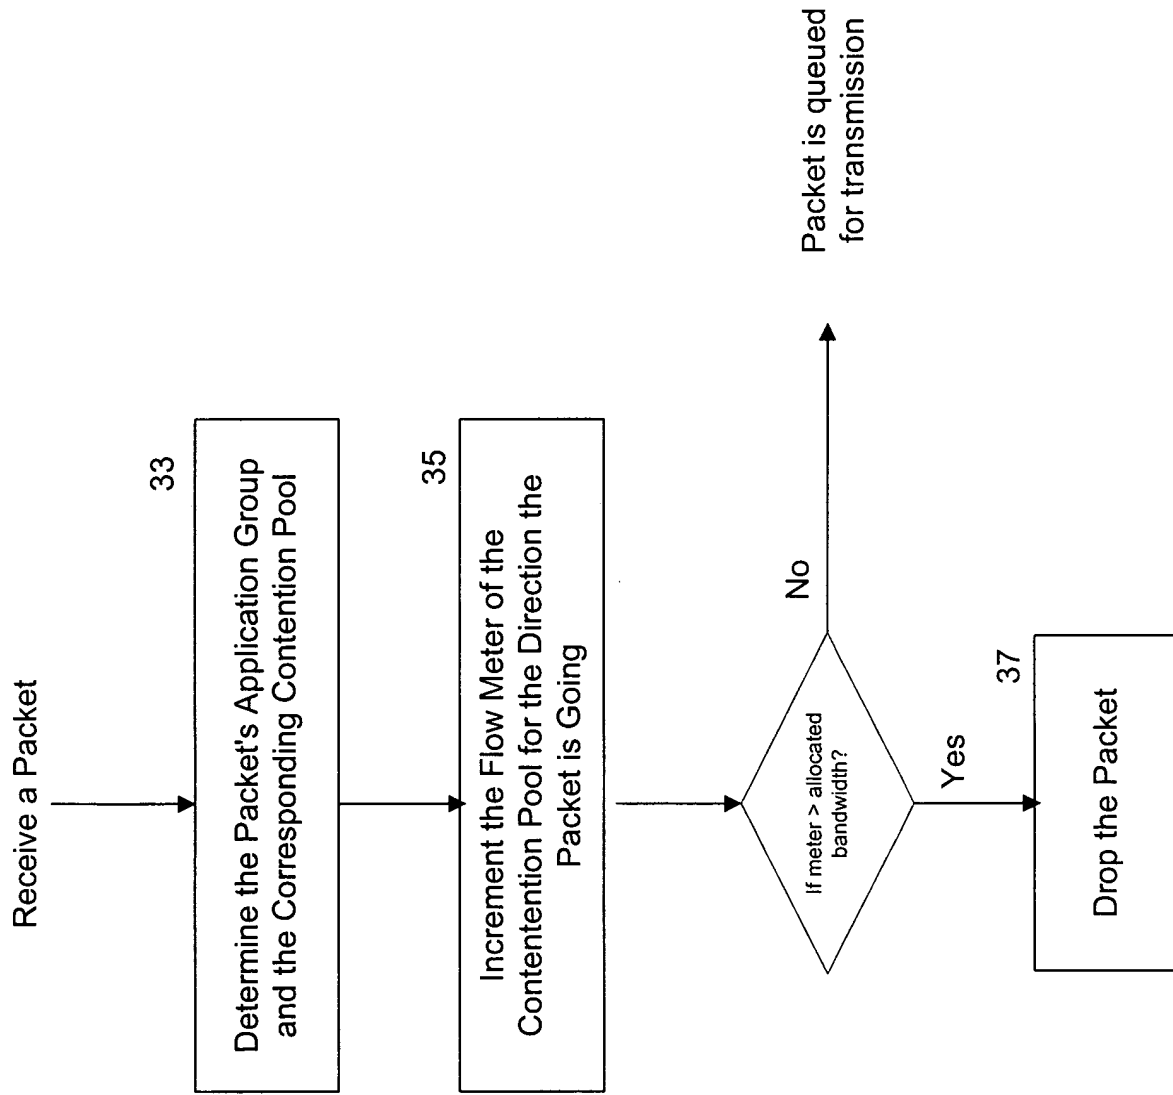 Receive a Packet
33
Determine the Packet's Application Group
and the Corresponding Contention Pool
35
Increment the Flow Meter of the
Contentention Pool for the Direction the
Packet is Going
If meter > allocated
bandwidth?
No
Packet is queued
for transmission
Yes
37
Drop the Packet